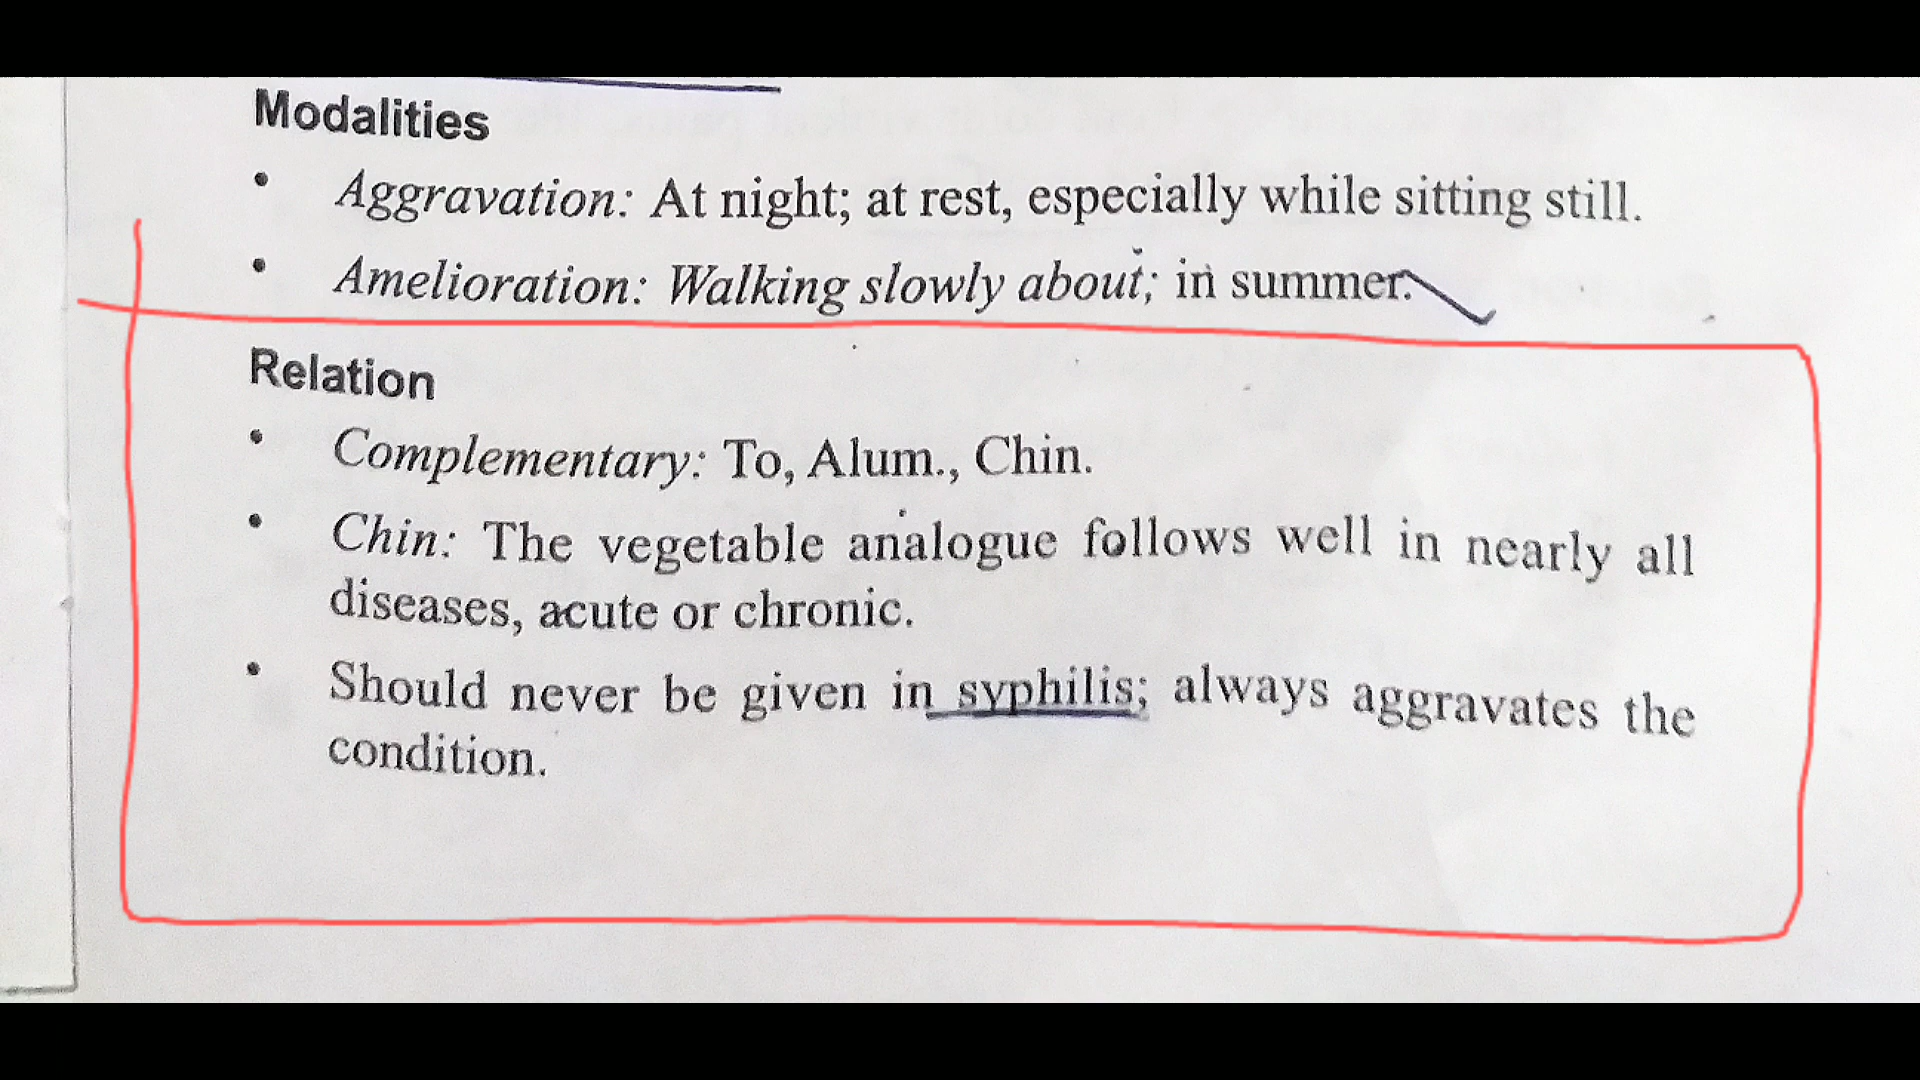 Modalities
• Aggravation: At night; at rest, especially while sitting still.
• Amelioration: Walking slowly about; in summer.
Relation
• Complementary: To, Alum., Chin.
• Chin: The vegetable analogue follows well in nearly all
diseases, acute or chronic.
• Should never be given in syphilis; always aggravates the
condition.